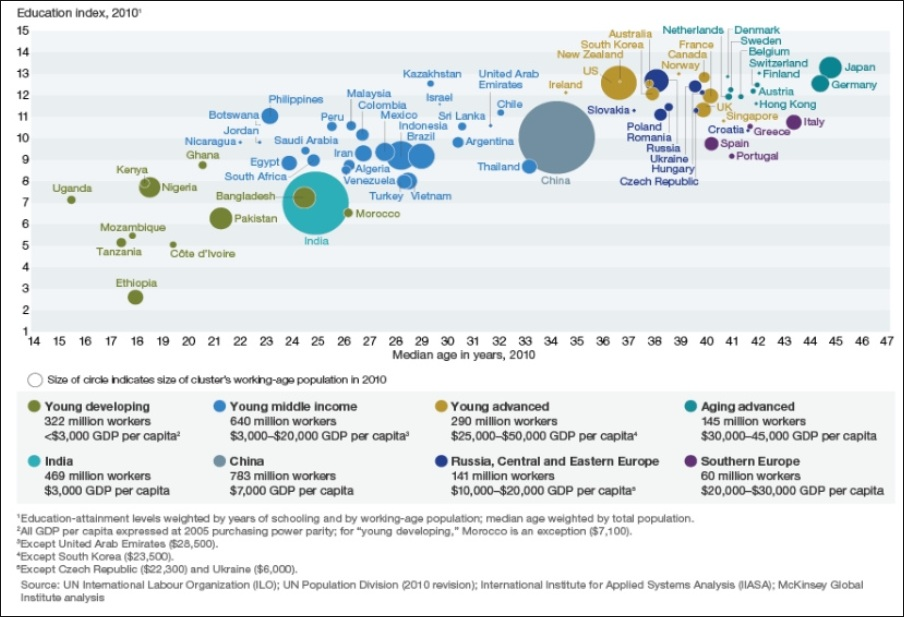 Education index, 2010¹
15
14
13
12
11
10
9
8
7
6
5
4
3
2
1
14 15 16 17 18 19 20 21 22 23 24 25 26 27 28 29 30 31 32 33 34 35 36 37 38 39 40 41 42 43 44 45 46 47
Median age in years, 2010
Uganda
Kenya
Nigeria
Ghana
Mozambique
Tanzania
Côte d'Ivoire
Ethiopia
Pakistan
Bangladesh
India
Morocco
Philippines
Botswana
Jordan
Nicaragua
Saudi Arabia
Egypt
South Africa
Peru
Malaysia
Colombia
Iran
Algeria
Venezuela
Turkey
Vietnam
Mexico
Indonesia
Brazil
Kazakhstan
Israel
Sri Lanka
Argentina
United Arab
Emirates
Chile
Thailand
China
Ireland
US
New Zealand
South Korea
Australia
Slovakia
Poland
Romania
Russia
Ukraine
Hungary
Czech Republic
Norway
Canada
France
UK
Netherlands
Denmark
Sweden
Belgium
Switzerland
Finland
Austria
Hong Kong
Singapore
Croatia
Greece
Spain
Portugal
Italy
Japan
Germany
Size of circle indicates size of cluster's working-age population in 2010
Young developing
322 million workers
<$3,000 GDP per capita²
Young middle income
640 million workers
$3,000–$20,000 GDP per capita³
Young advanced
290 million workers
$25,000–$50,000 GDP per capita⁴
Aging advanced
145 million workers
$30,000–45,000 GDP per capita
India
469 million workers
$3,000 GDP per capita
China
783 million workers
$7,000 GDP per capita
Russia, Central and Eastern Europe
141 million workers
$10,000–$20,000 GDP per capita⁵
Southern Europe
60 million workers
$20,000–$30,000 GDP per capita
¹Education-attainment levels weighted by years of schooling and by working-age population; median age weighted by total population.
²All GDP per capita expressed at 2005 purchasing power parity; for "young developing," Morocco is an exception ($7,100).
³Except United Arab Emirates ($28,500).
⁴Except South Korea ($23,500).
⁵Except Czech Republic ($22,300) and Ukraine ($6,000).
Source: UN International Labour Organization (ILO); UN Population Division (2010 revision); International Institute for Applied Systems Analysis (IIASA); McKinsey Global
Institute analysis